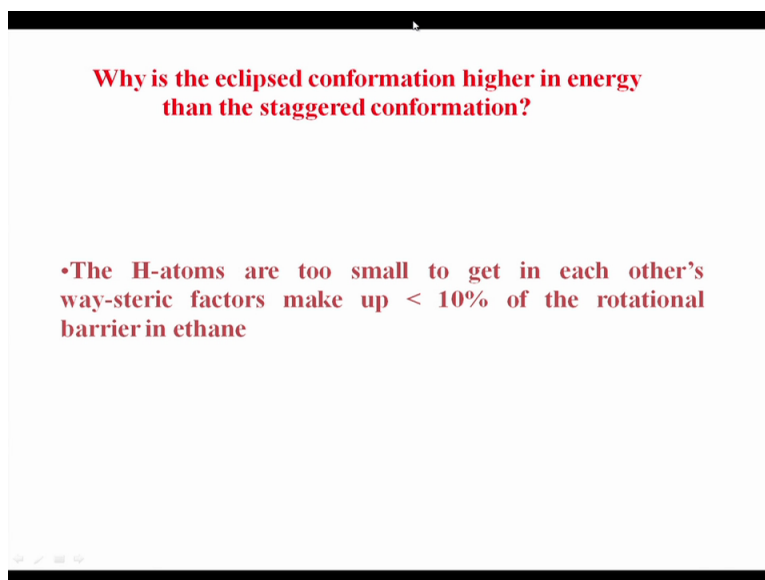 Why is the eclipsed conformation higher in energy
than the staggered conformation?
•The H-atoms are too small to get in each other’s
way-steric factors make up < 10% of the rotational
barrier in ethane